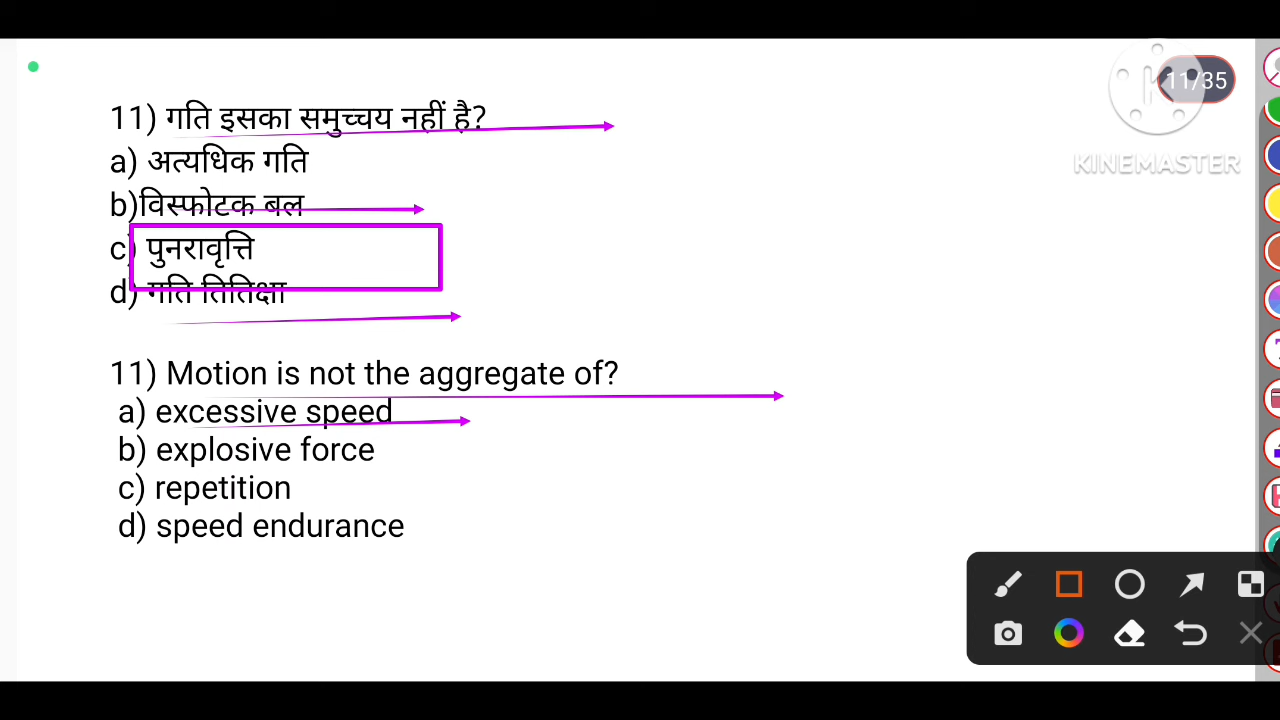 11/35
KINEMASTER
11) गति इसका समुच्चय नहीं है?
a) अत्यधिक गति
b)विस्फोटक बल
c) पुनरावृत्ति
d) गति तितिक्षा
11) Motion is not the aggregate of?
a) excessive speed
b) explosive force
c) repetition
d) speed endurance